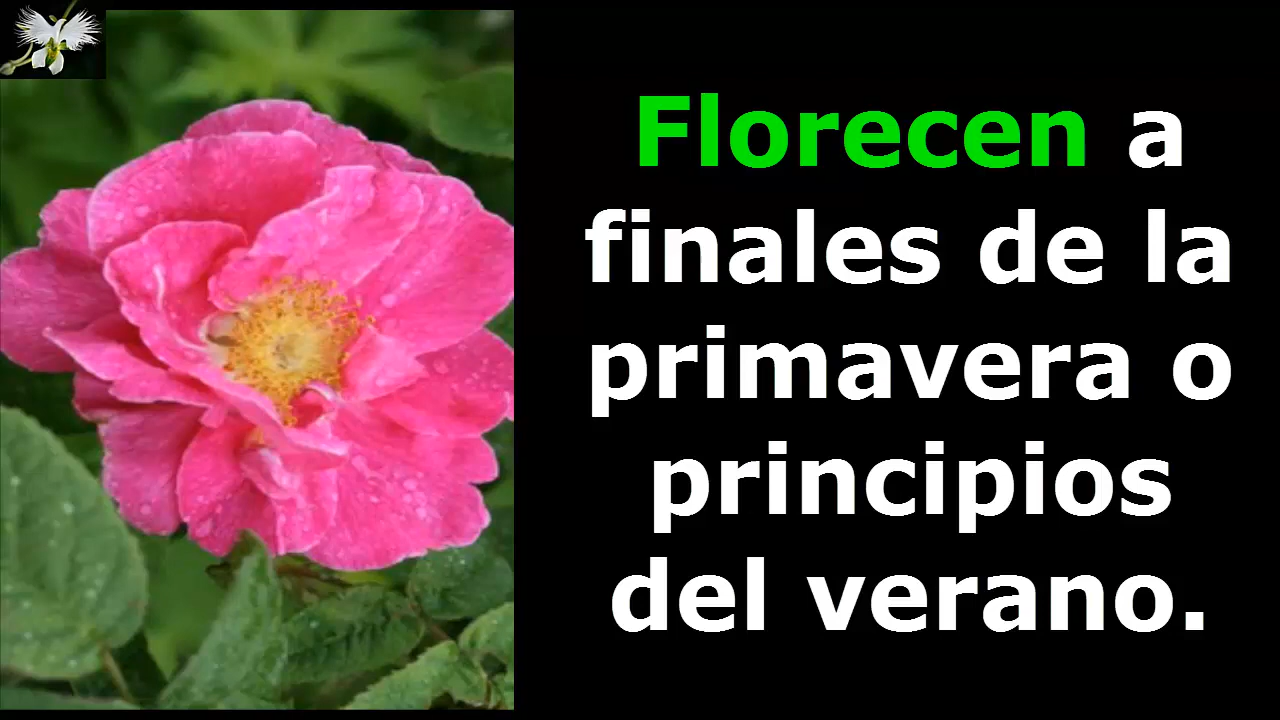 Florecen a
finales de la
primavera o
principios
del verano.